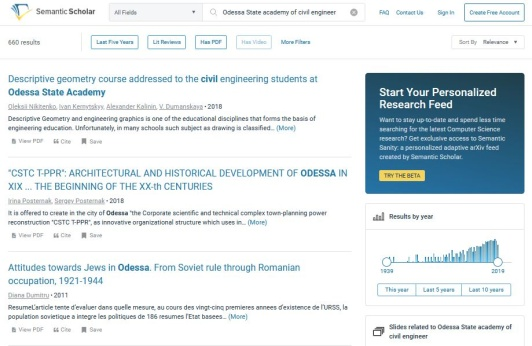 Semantic Scholar
All Fields
Odessa State academy of civil engineer
FAQ Contact Us Sign In Create Free Account
660 results Last Five Years Lit Reviews Has PDF Has Video More Filters Sort By Relevance
Descriptive geometry course addressed to the civil engineering students at
Odessa State Academy
Oleksii Nikitenko, Ivan Kernytskyy, Alexander Kalinin, V. Dumanskaya • 2018
Descriptive Geometry and engineering graphics is one of the educational disciplines that forms the basis of
engineering education. Unfortunately, in many schools such subject as drawing is classified... (More)
View PDF Cite Save
"CSTC T-PPR": ARCHITECTURAL AND HISTORICAL DEVELOPMENT OF ODESSA IN
XIX ... THE BEGINNING OF THE XX-th CENTURIES
Irina Posternak, Sergey Posternak • 2018
It is offered to create in the city of Odessa "the Corporate scientific and technical complex town-planning power
reconstruction "CSTC T-PPR", as innovative organizational structure which uses in... (More)
View PDF Cite Save
Attitudes towards Jews in Odessa. From Soviet rule through Romanian
occupation, 1921-1944
Diana Dumitru • 2011
ResumeL'article tente d'evaluer dans quelle mesure, au cours des vingt-cinq premieres annees d'existence de l'URSS, la
population sovietique a integre les politiques de 186 resumes l'Etat basees... (More)
View PDF Cite Save
Start Your Personalized
Research Feed
Want to stay up-to-date and spend less time
searching for the latest Computer Science
research? Get exclusive access to Semantic
Sanity: a personalized adaptive arXiv feed
created by Semantic Scholar.
TRY THE BETA
Results by year
1939 2019
This year Last 5 years Last 10 years
Slides related to Odessa State academy of
civil engineer